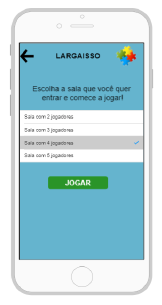 LARGAISSO
Escolha a sala que você quer
entrar e comece a jogar!
Sala com 2 jogadores
Sala com 3 jogadores
Sala com 4 jogadores
Sala com 5 jogadores
JOGAR